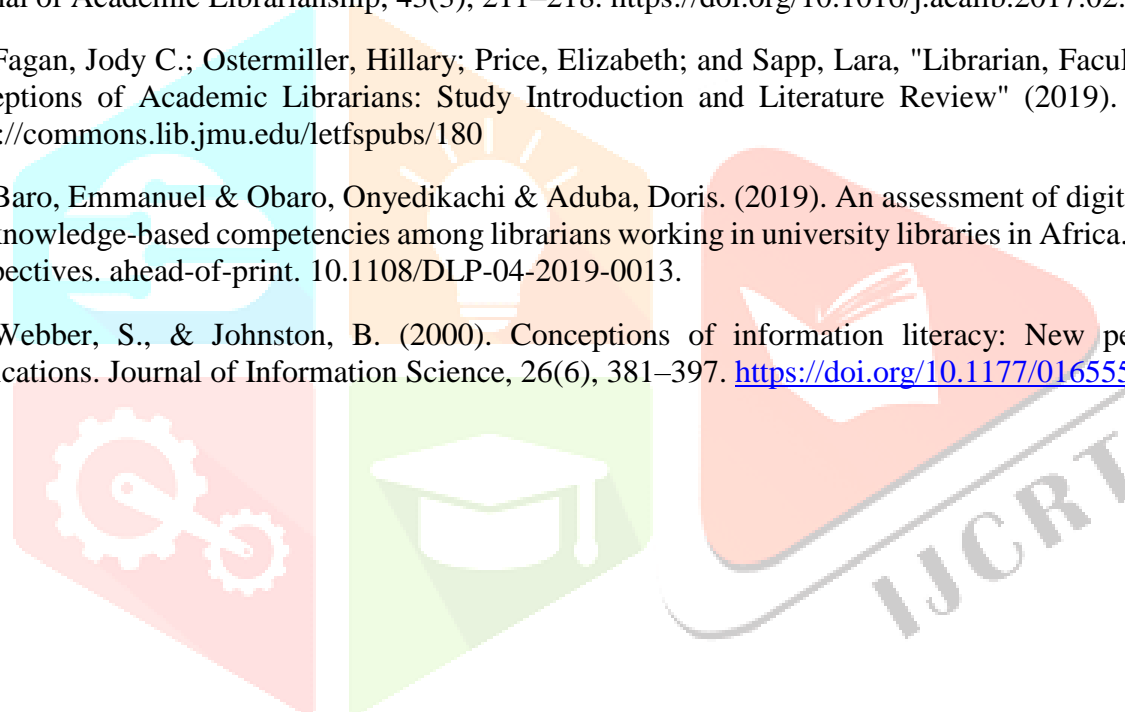 nal of Academic Librarianship, 43(3), 211–218. https://doi.org/10.1016/j.acalib.2017.02.
Fagan, Jody C.; Ostermiller, Hillary; Price, Elizabeth; and Sapp, Lara, "Librarian, Facul
eptions of Academic Librarians: Study Introduction and Literature Review" (2019).
://commons.lib.jmu.edu/letfspubs/180
Baro, Emmanuel & Obaro, Onyedikachi & Aduba, Doris. (2019). An assessment of digit
knowledge-based competencies among librarians working in university libraries in Africa.
pectives. ahead-of-print. 10.1108/DLP-04-2019-0013.
Webber, S., & Johnston, B. (2000). Conceptions of information literacy: New pe
ications. Journal of Information Science, 26(6), 381–397. https://doi.org/10.1177/016555
IJCRT